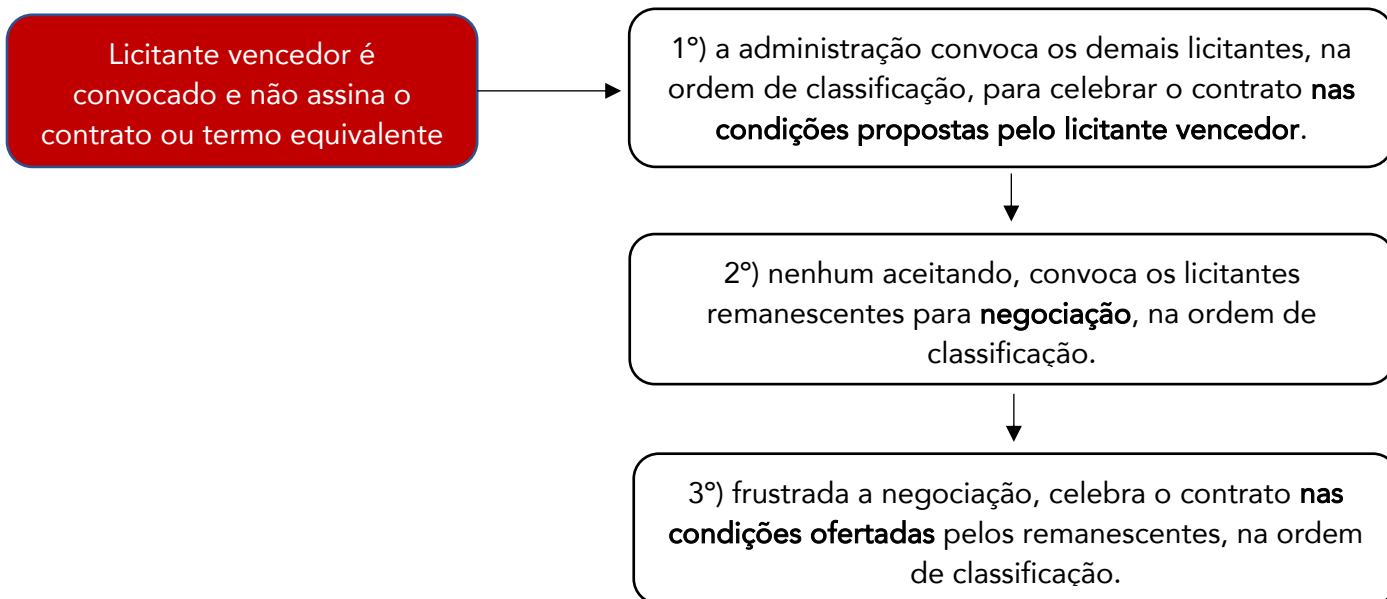 Licitante vencedor é
convocado e não assina o
contrato ou termo equivalente
1º) a administração convoca os demais licitantes, na
ordem de classificação, para celebrar o contrato nas
condições propostas pelo licitante vencedor.
2º) nenhum aceitando, convoca os licitantes
remanescentes para negociação, na ordem de
classificação.
3º) frustrada a negociação, celebra o contrato nas
condições ofertadas pelos remanescentes, na ordem
de classificação.